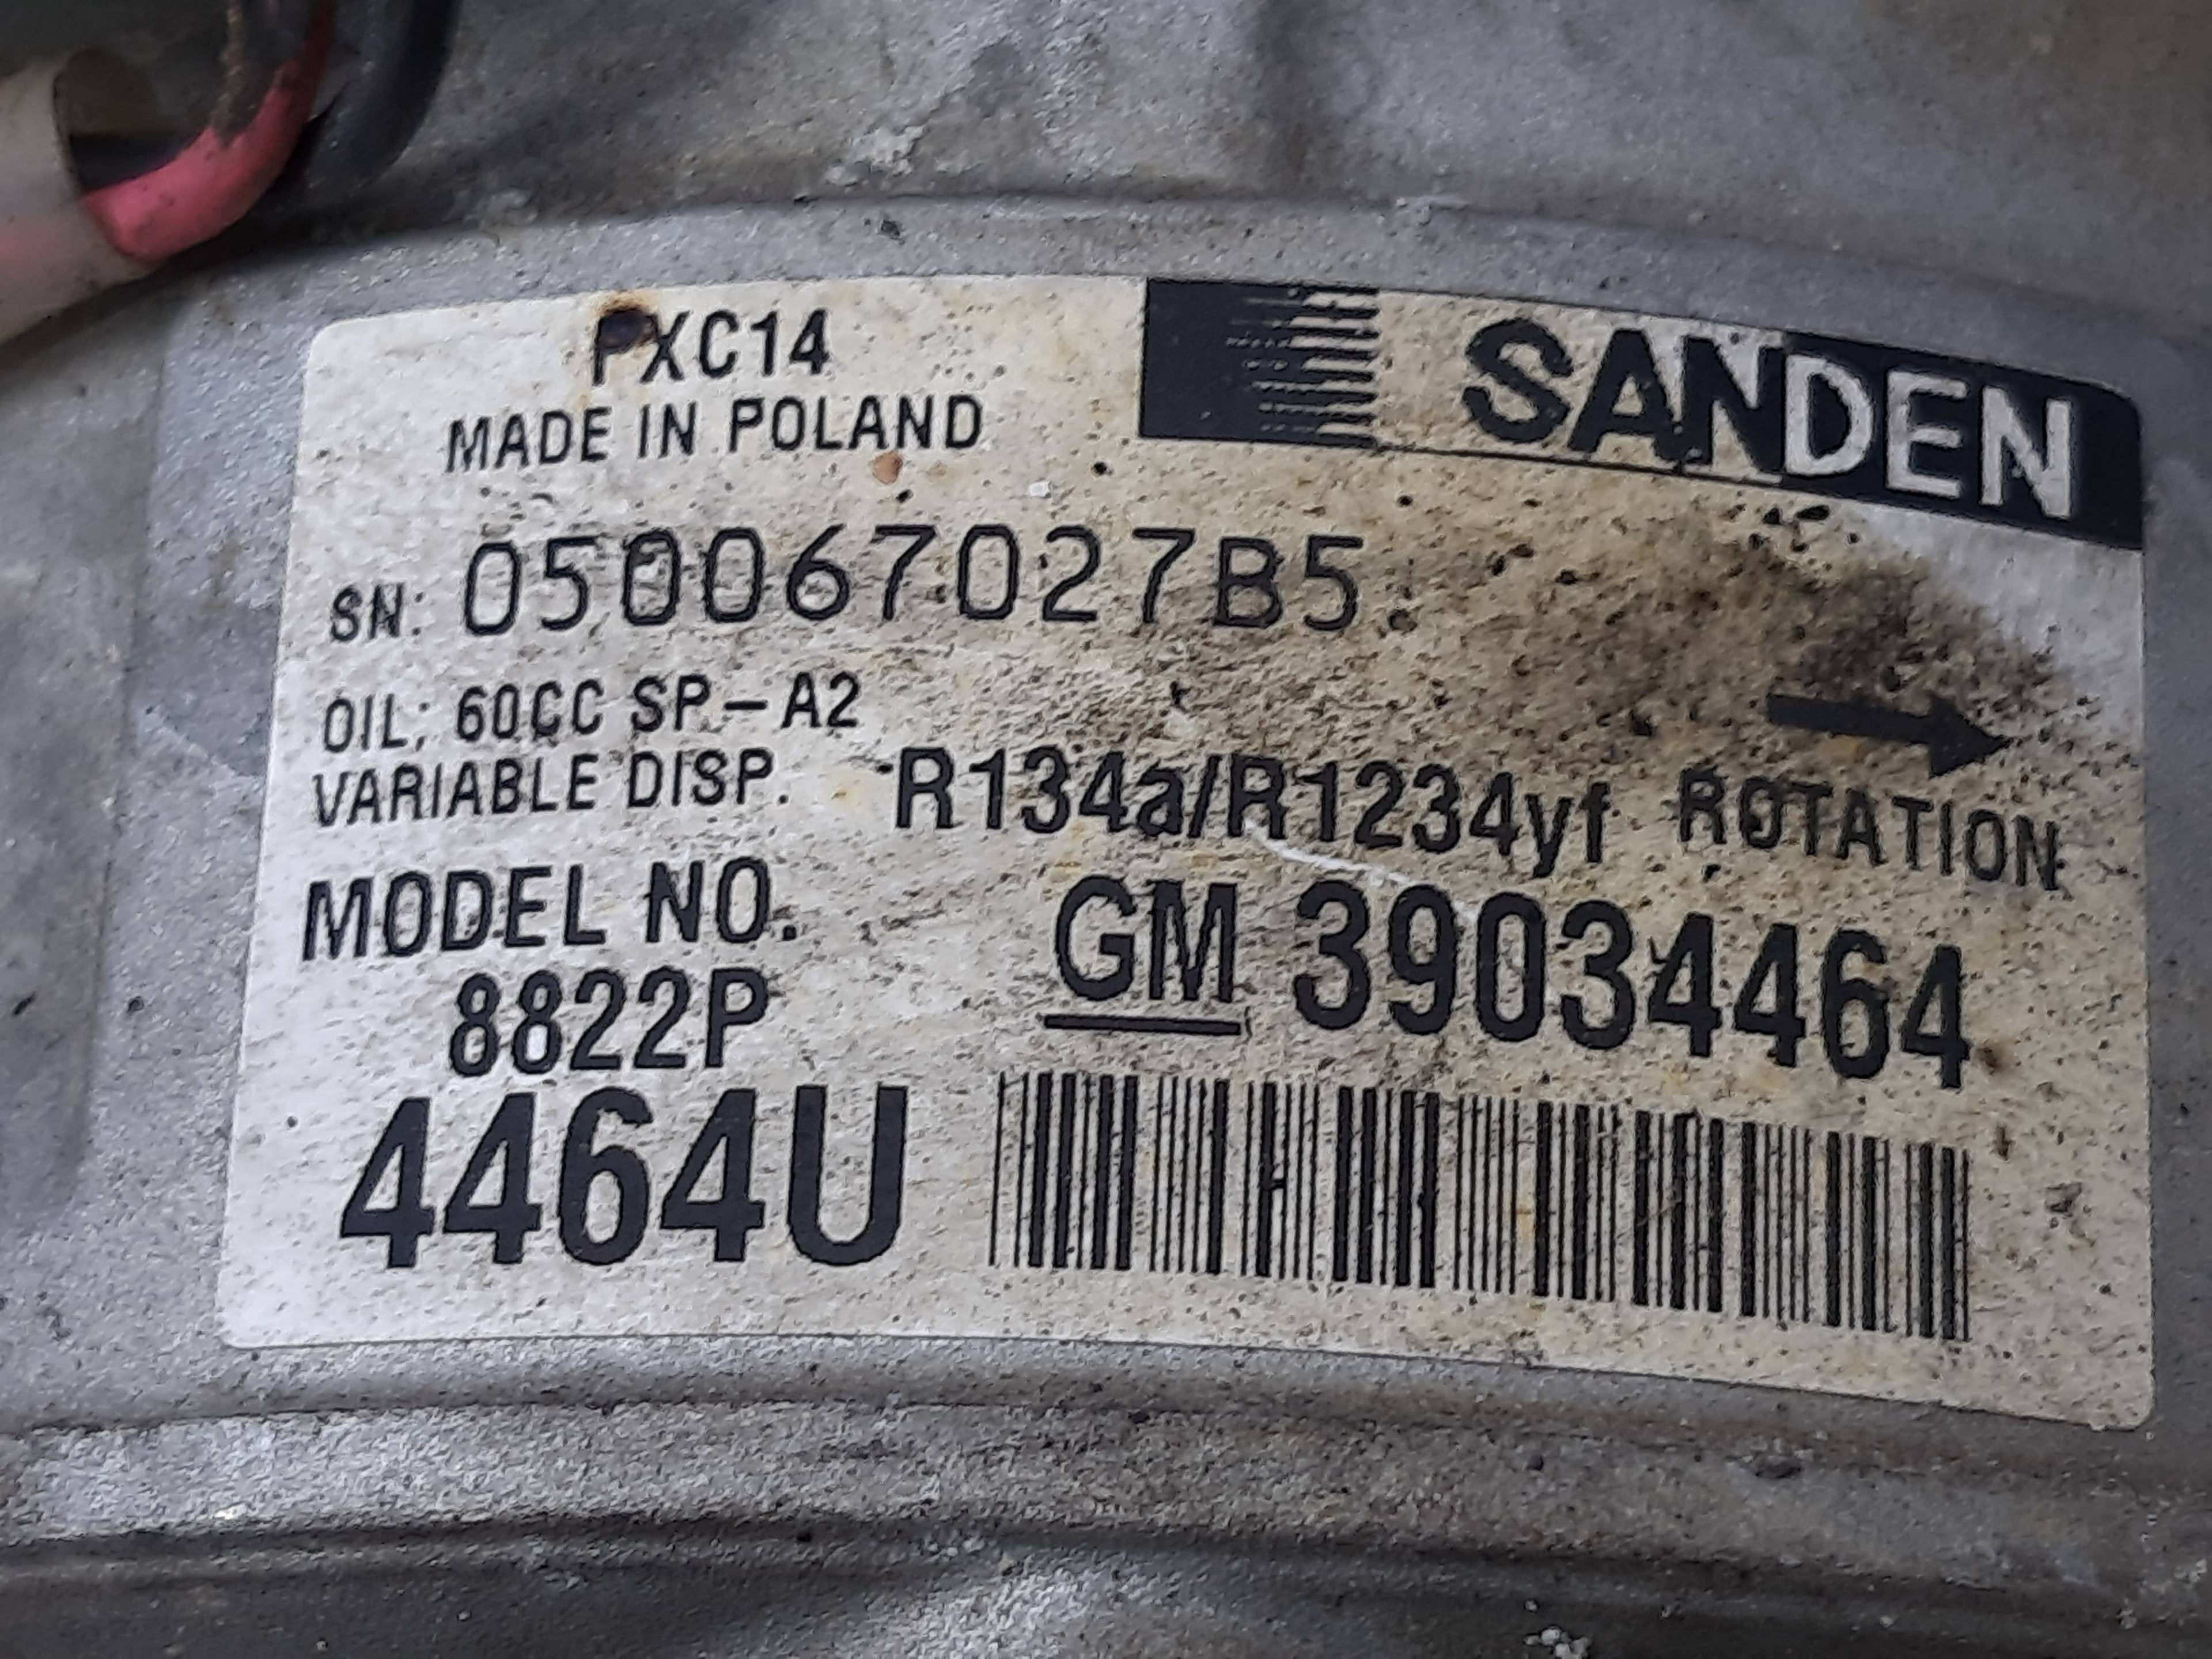 PXC14
MADE IN POLAND
SANDEN
SN: 050067027B5
OIL: 60CC SP-A2
VARIABLE DISP.
R134a/R1234yf
ROTATION
MODEL NO.
8822P
GM 39034464
4464U